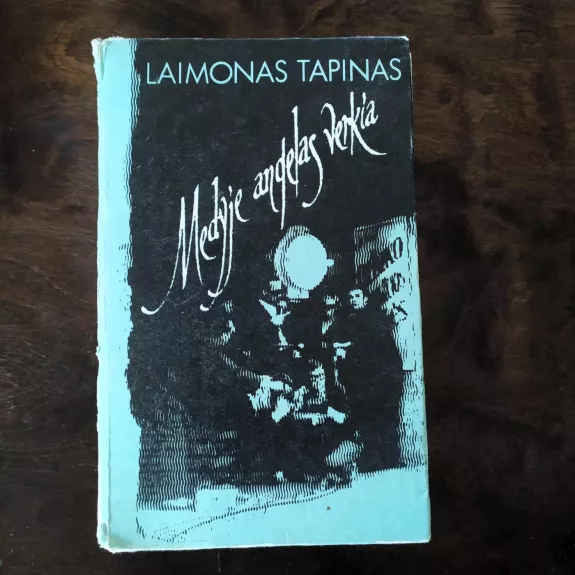 LAIMONAS TAPINAS
Medyje angelas verkia